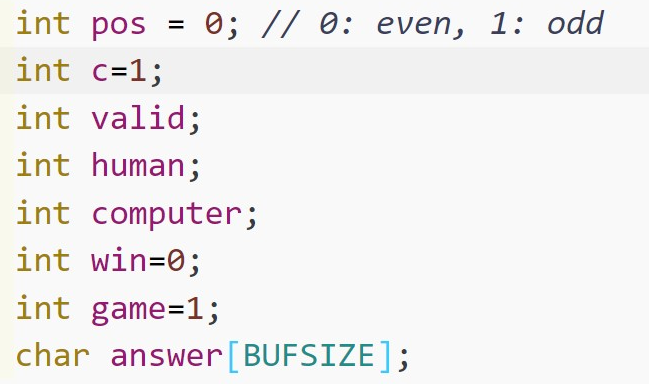 int pos = 0; // 0: even, 1: odd
int c=1;
int valid;
int human;
int computer;
int win=0;
int game=1;
char answer[BUFSIZE];